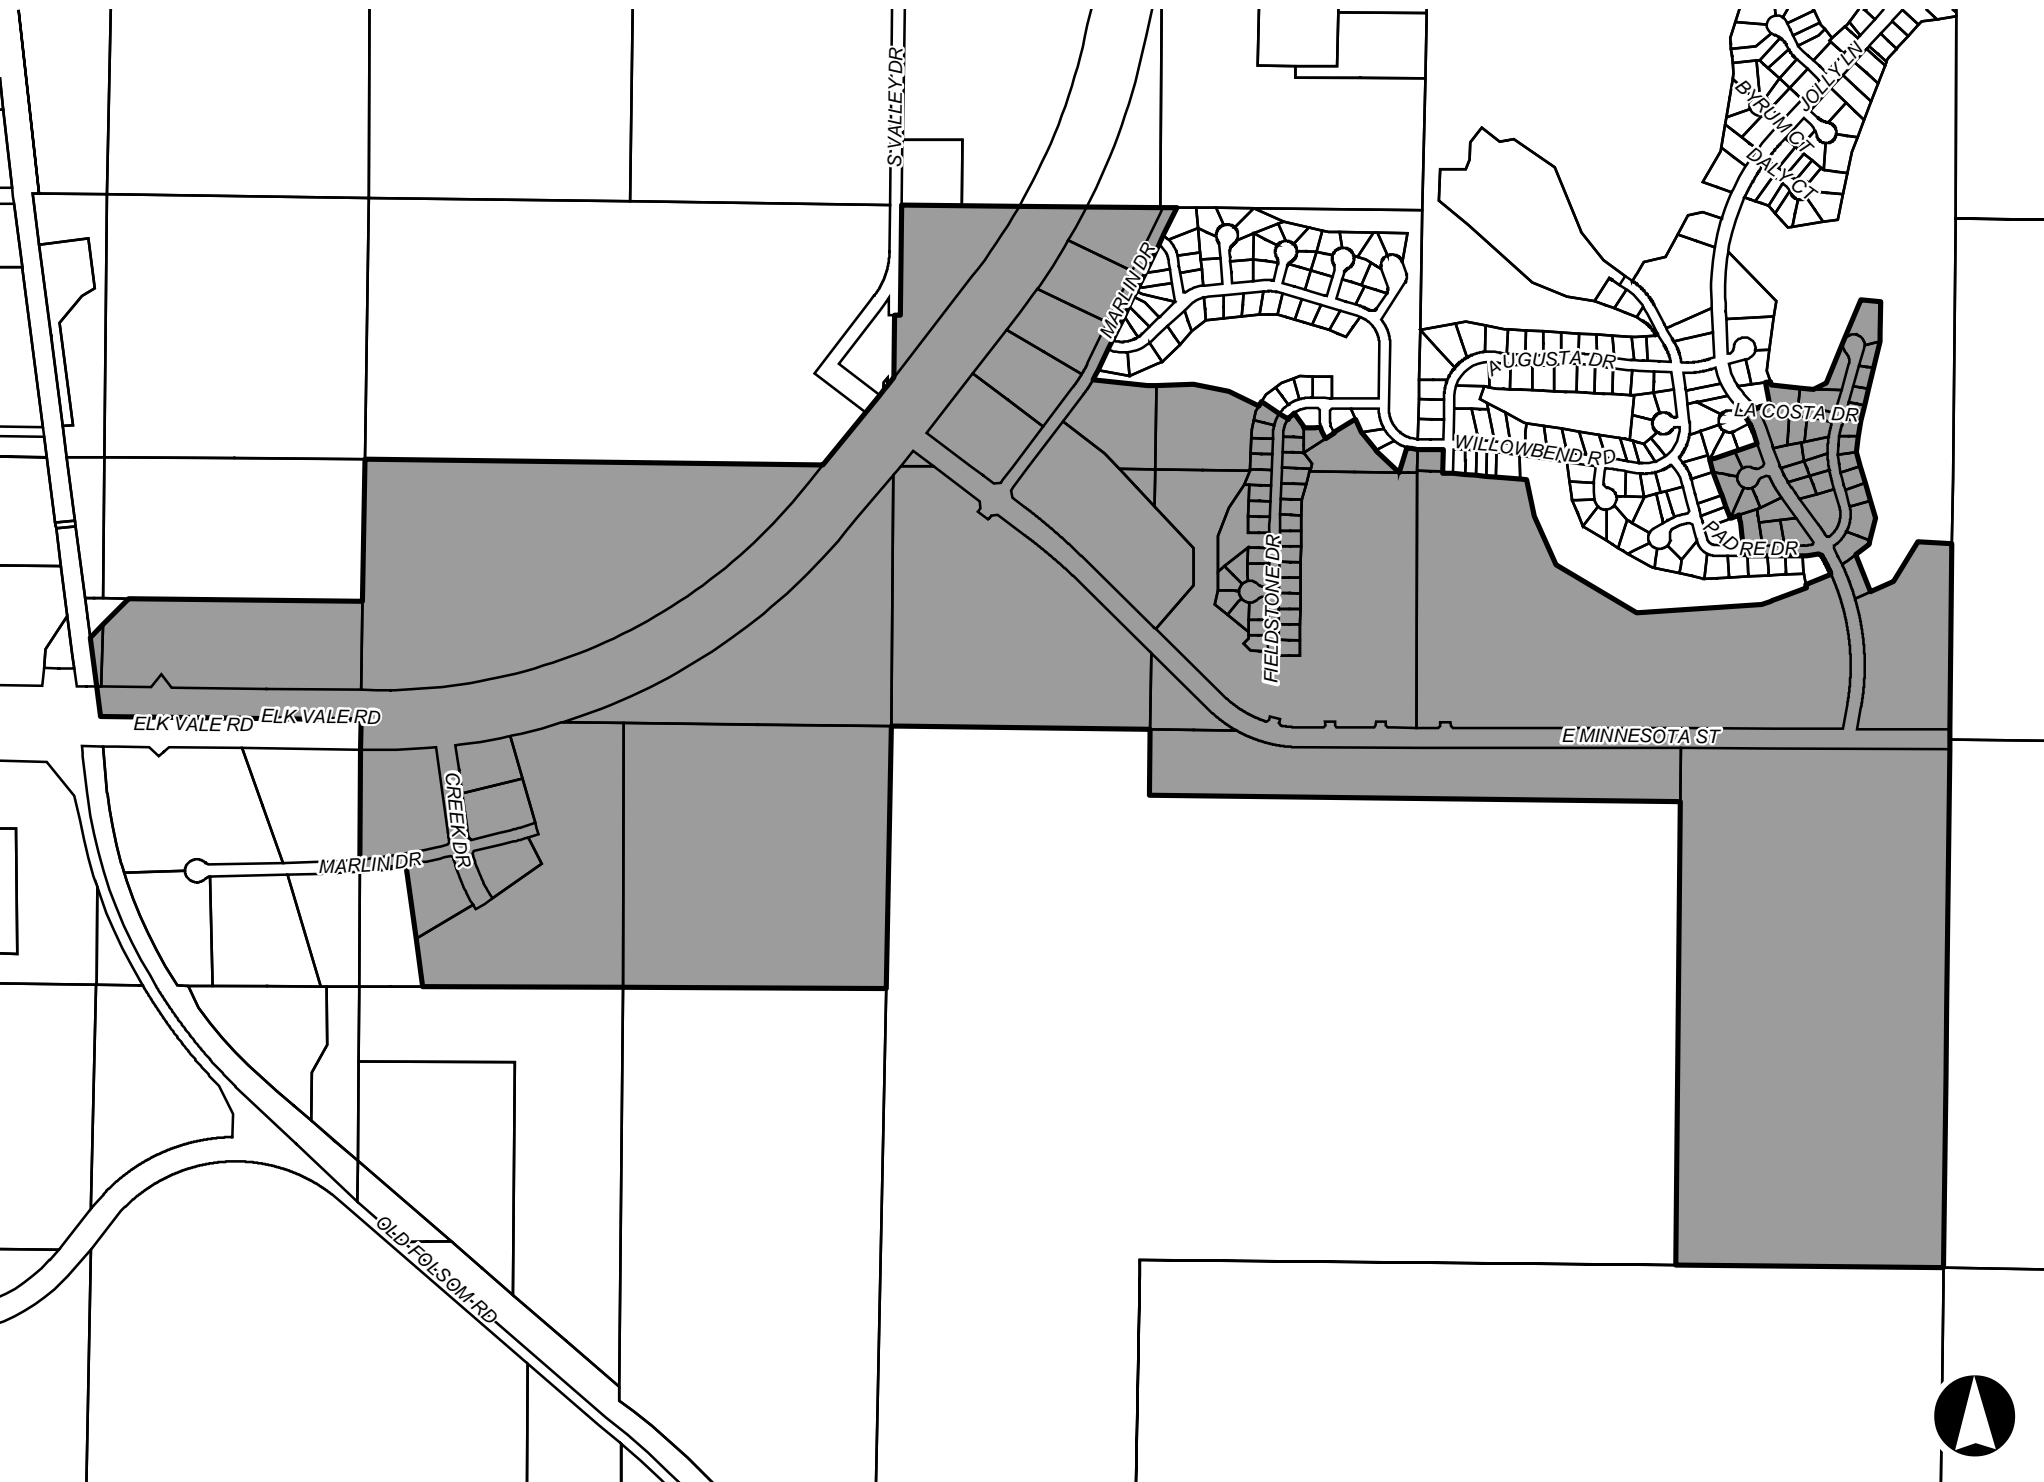 S VALLEY DR
JOLLY LN
BYRUM CT
DALY CT
MARLIN DR
AUGUSTA DR
LA COSTA DR
WILLOWBEND RD
PADRE DR
FIELDSTONE DR
ELK VALE RD
ELK VALE RD
E MINNESOTA ST
CREEK DR
MARLIN DR
OLD FOLSOM RD